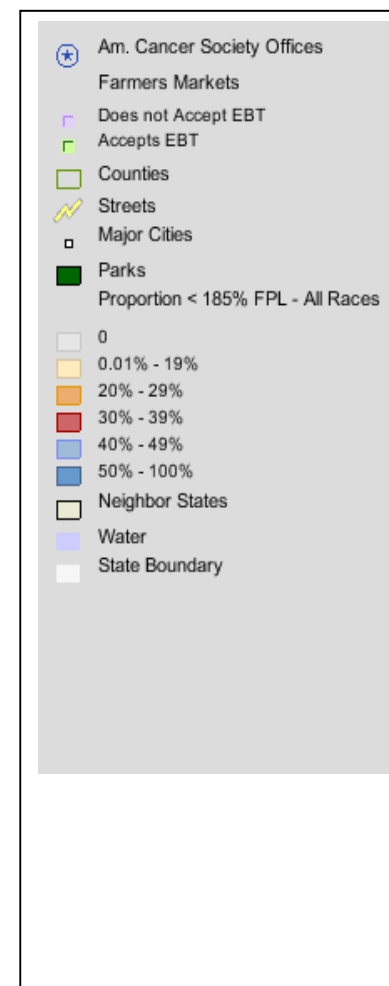 Am. Cancer Society Offices
Farmers Markets
Does not Accept EBT
Accepts EBT
Counties
Streets
Major Cities
Parks
Proportion < 185% FPL - All Races
0
0.01% - 19%
20% - 29%
30% - 39%
40% - 49%
50% - 100%
Neighbor States
Water
State Boundary